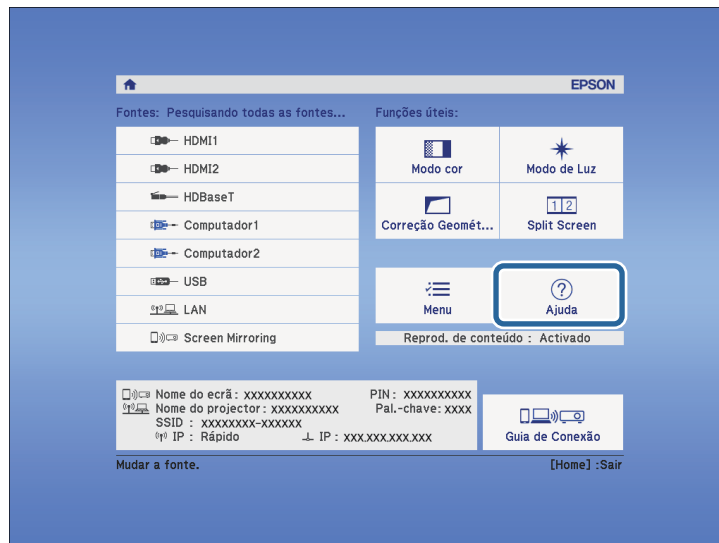 EPSON
Fontes: Pesquisando todas as fontes...
HDMI1
HDMI2
HDBaseT
Computador1
Computador2
USB
LAN
Screen Mirroring
Funções úteis:
Modo cor
Modo de Luz
Correção Geomét...
1 2
Split Screen
Menu
?
Ajuda
Reprod. de conteúdo : Activado
Nome do ecrã: xxxxxxxxxx
PIN: xxxxxxxxxx
Nome do projector: xxxxxxxxxx
Pal.-chave: xxxx
SSID : xxxxxxxx-xxxxxx
IP : Rápido
IP : xxx.xxx.xxx.xxx
Guia de Conexão
Mudar a fonte.
[Home] :Sair